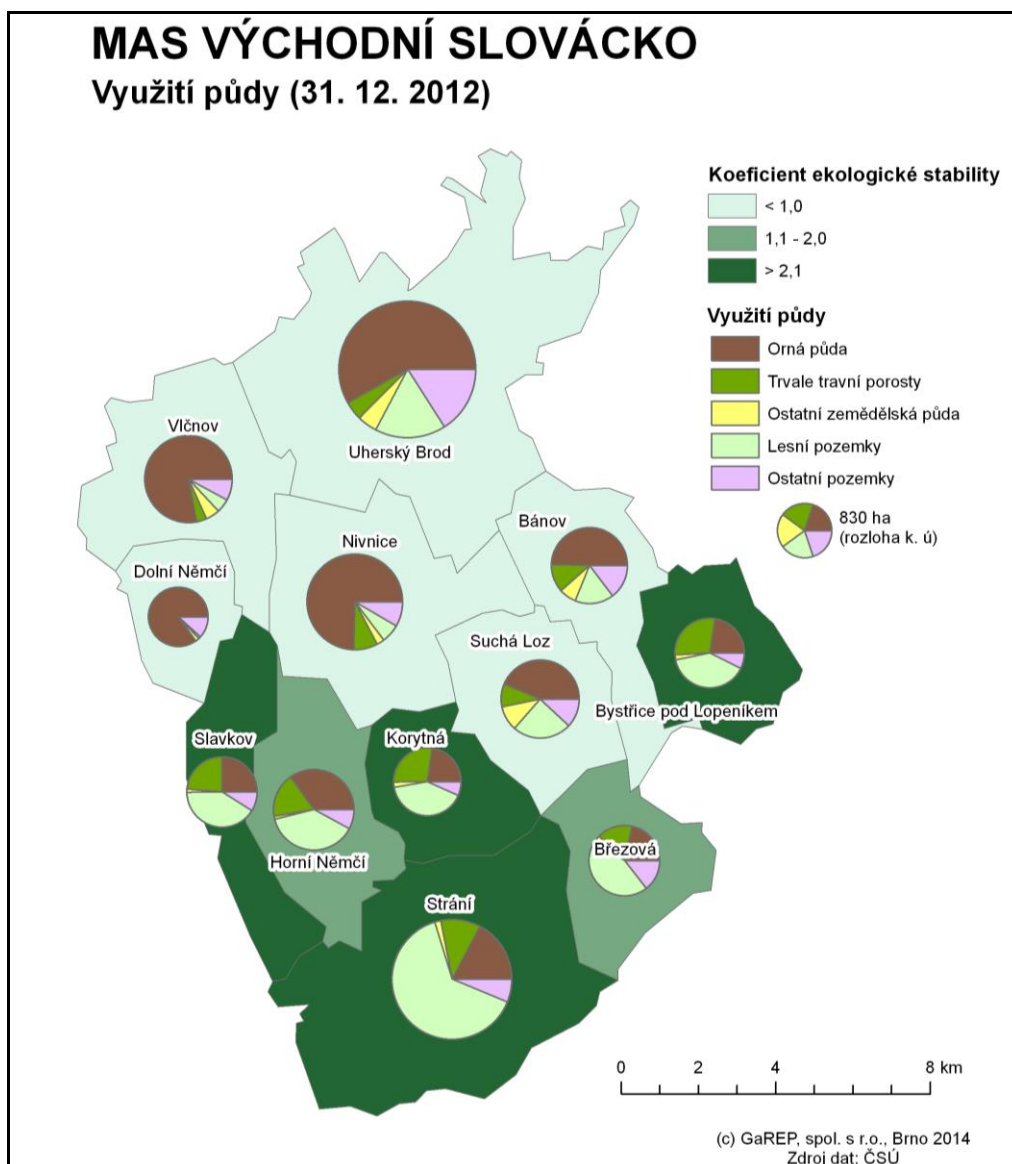 MAS VÝCHODNÍ SLOVÁCKO
Využití půdy (31. 12. 2012)
Koeficient ekologické stability
< 1,0
1,1 - 2,0
> 2,1
Využití půdy
Orná půda
Trvale travní porosty
Ostatní zemědělská půda
Lesní pozemky
Ostatní pozemky
830 ha
(rozloha k. ú)
Vlčnov
Uherský Brod
Nivnice
Bánov
Dolní Němčí
Suchá Loz
Bystřice pod Lopeníkem
Slavkov
Korytná
Horní Němčí
Březová
Strání
0 2 4 8 km
(c) GaREP, spol. s r.o., Brno 2014
Zdroj dat: ČSÚ